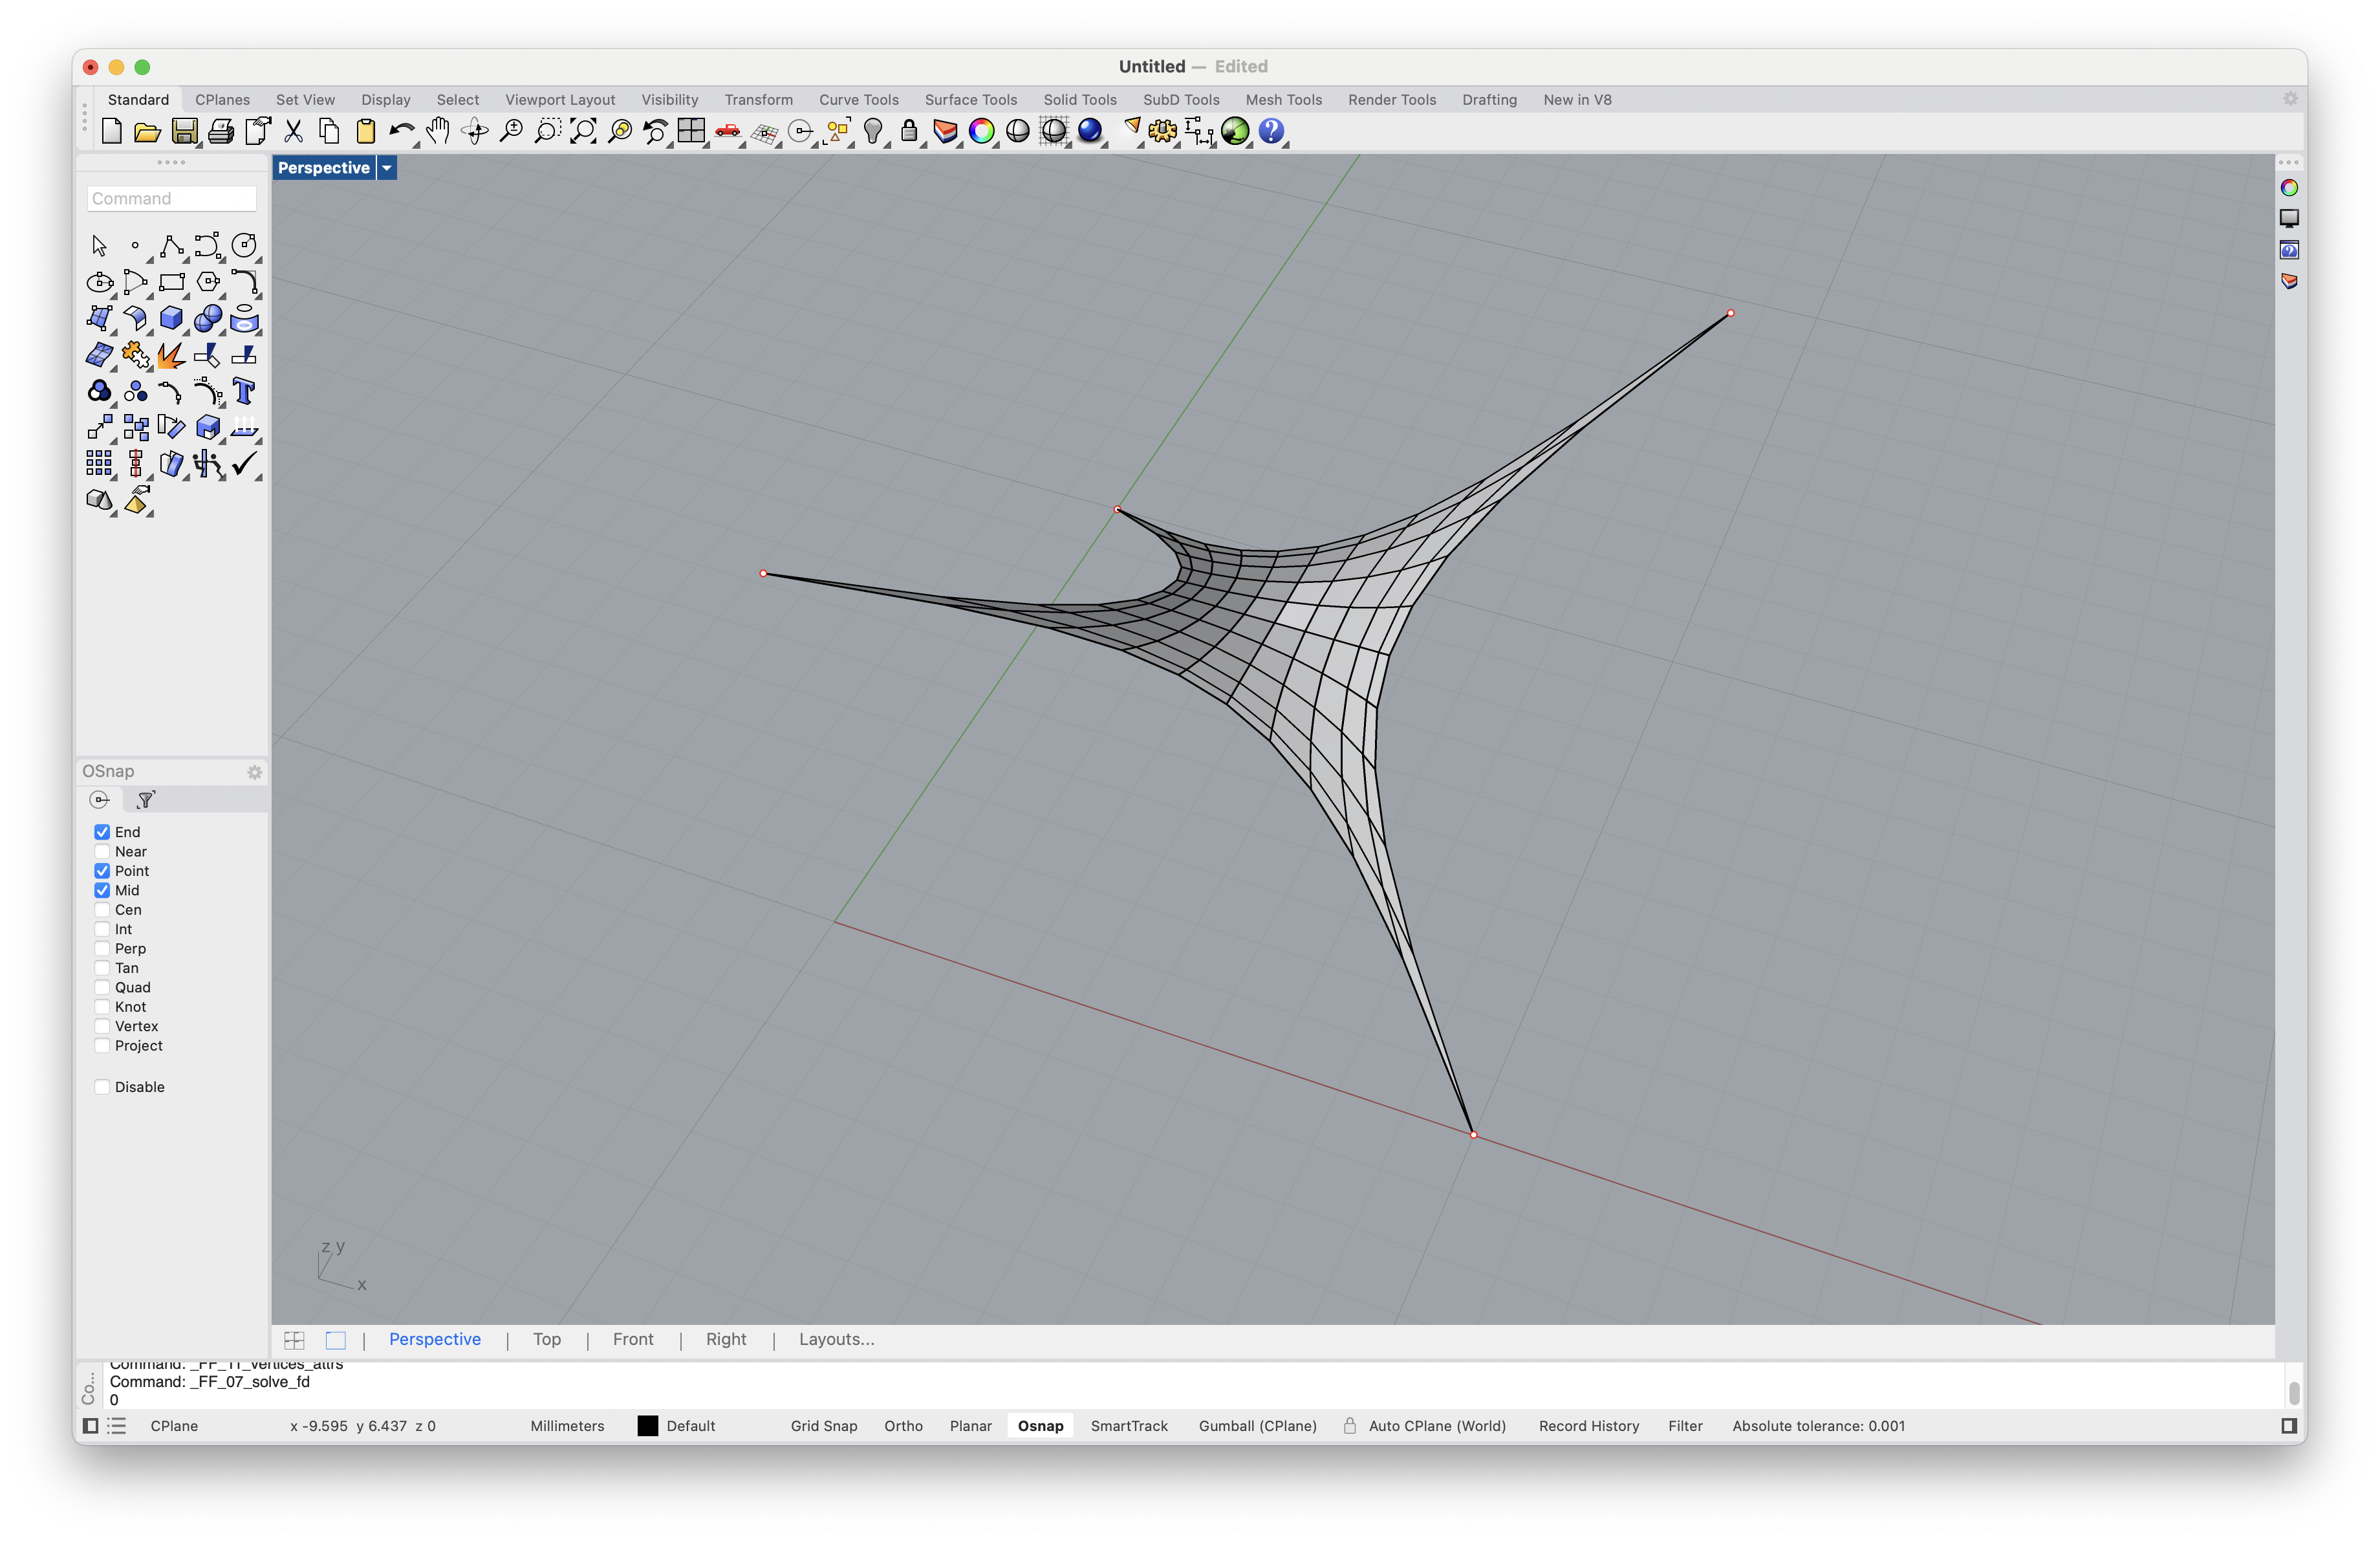 Untitled — Edited
Standard CPlanes Set View Display Select Viewport Layout Visibility Transform Curve Tools Surface Tools Solid Tools SubD Tools Mesh Tools Render Tools Drafting New in V8
Perspective
Command
OSnap
End
Near
Point
Mid
Cen
Int
Perp
Tan
Quad
Knot
Vertex
Project
Disable
z y
x
Perspective | Top | Front | Right | Layouts...
Command: _FF_11_vertices_attrs
Command: _FF_07_solve_fd
0
Co...
CPlane x -9.595 y 6.437 z 0 Millimeters Default Grid Snap Ortho Planar Osnap SmartTrack Gumball (CPlane) Auto CPlane (World) Record History Filter Absolute tolerance: 0.001